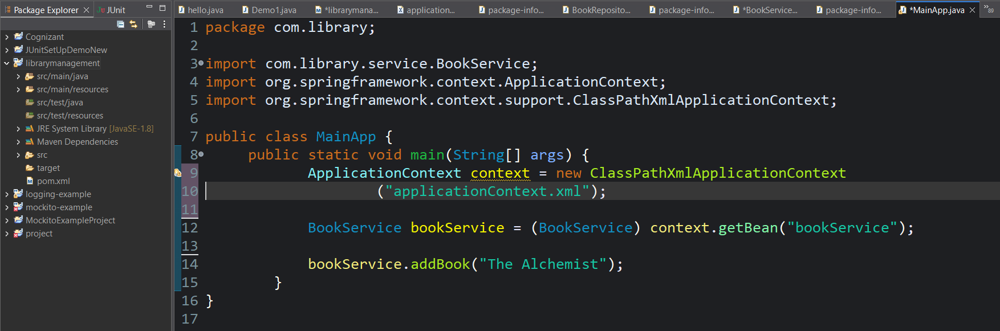 Package Explorer JUnit
Cognizant
JUnitSetUpDemoNew
librarymanagement
src/main/java
src/main/resources
src/test/java
src/test/resources
JRE System Library [JavaSE-1.8]
Maven Dependencies
src
target
pom.xml
logging-example
mockito-example
MockitoExampleProject
project
hello.java Demo1.java *librarymana... application... package-info... BookReposito... package-info... *BookService... package-info... *MainApp.java 89
1 package com.library;
2
3 import com.library.service.BookService;
4 import org.springframework.context.ApplicationContext;
5 import org.springframework.context.support.ClassPathXmlApplicationContext;
6
7 public class MainApp {
8 public static void main(String[] args) {
9 ApplicationContext context = new ClassPathXmlApplicationContext
10 ("applicationContext.xml");
11
12 BookService bookService = (BookService) context.getBean("bookService");
13
14 bookService.addBook("The Alchemist");
15 }
16 }
17